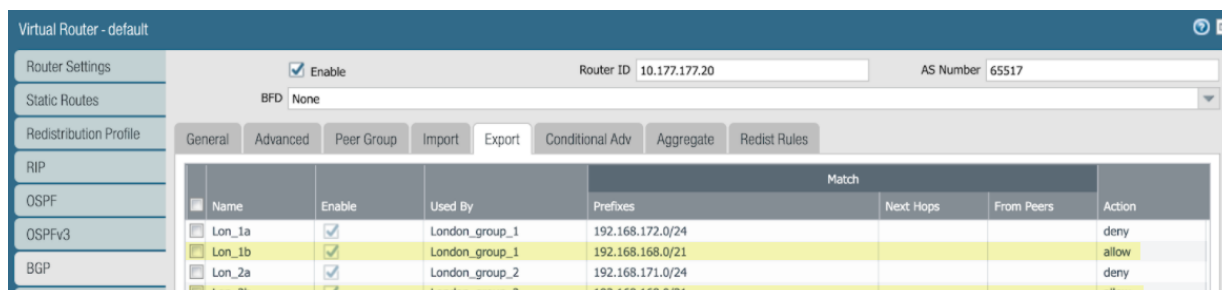 Virtual Router - default
Router Settings
Static Routes
Redistribution Profile
RIP
OSPF
OSPFv3
BGP
Enable Router ID 10.177.177.20 AS Number 65517
BFD None
General Advanced Peer Group Import Export Conditional Adv Aggregate Redist Rules
Match
Name Enable Used By Prefixes Next Hops From Peers Action
Lon_1a London_group_1 192.168.172.0/24 deny
Lon_1b London_group_1 192.168.168.0/21 allow
Lon_2a London_group_2 192.168.171.0/24 deny